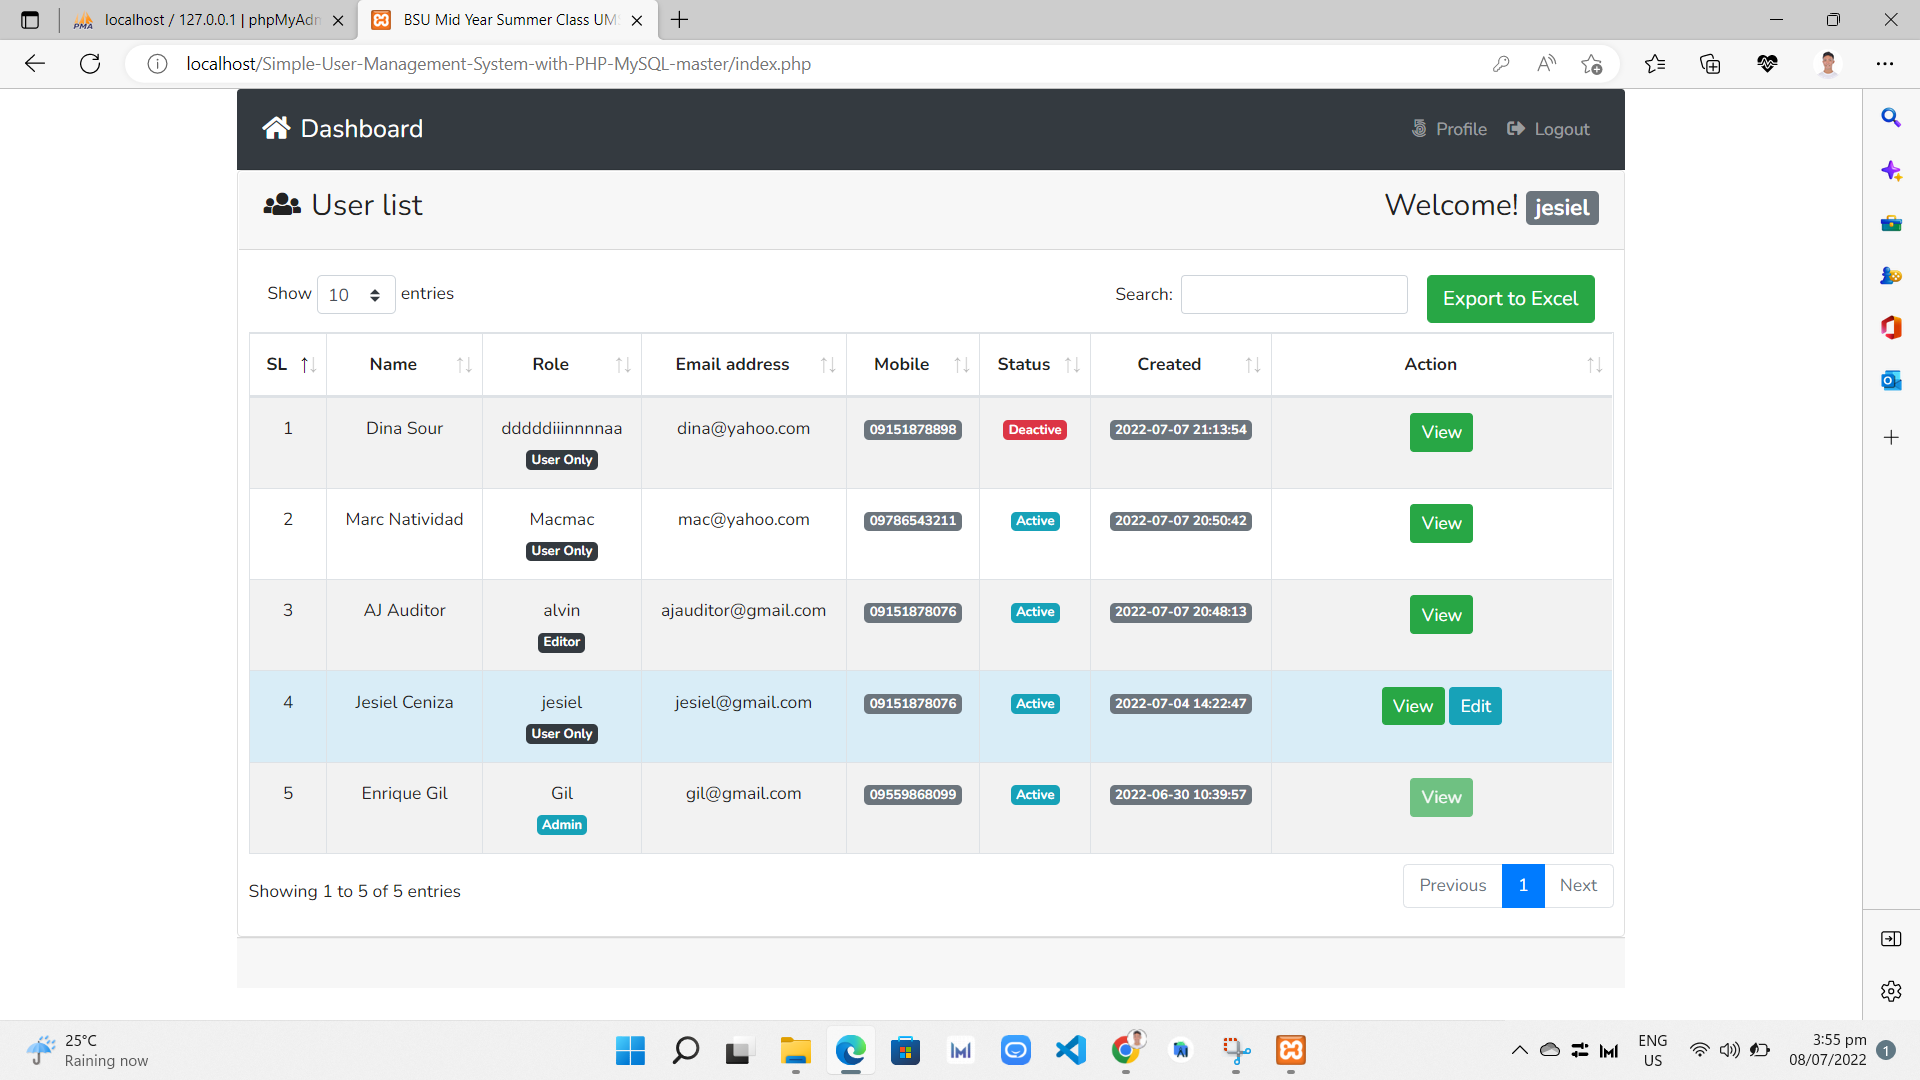 localhost / 127.0.0.1 | phpMyAdm
BSU Mid Year Summer Class UMS
localhost/Simple-User-Management-System-with-PHP-MySQL-master/index.php
Dashboard
Profile
Logout
User list
Welcome! jesiel
Show 10 entries
Search:
Export to Excel
SL Name Role Email address Mobile Status Created Action
1 Dina Sour dddddiiinnnnaa dina@yahoo.com 09151878898 Deactive 2022-07-07 21:13:54 View
User Only
2 Marc Natividad Macmac mac@yahoo.com 09786543211 Active 2022-07-07 20:50:42 View
User Only
3 AJ Auditor alvin ajauditor@gmail.com 09151878076 Active 2022-07-07 20:48:13 View
Editor
4 Jesiel Ceniza jesiel jesiel@gmail.com 09151878076 Active 2022-07-04 14:22:47 View Edit
User Only
5 Enrique Gil Gil gil@gmail.com 09559868099 Active 2022-06-30 10:39:57 View
Admin
Showing 1 to 5 of 5 entries
Previous 1 Next
25°C
Raining now
ENG
US
3:55 pm
08/07/2022
1